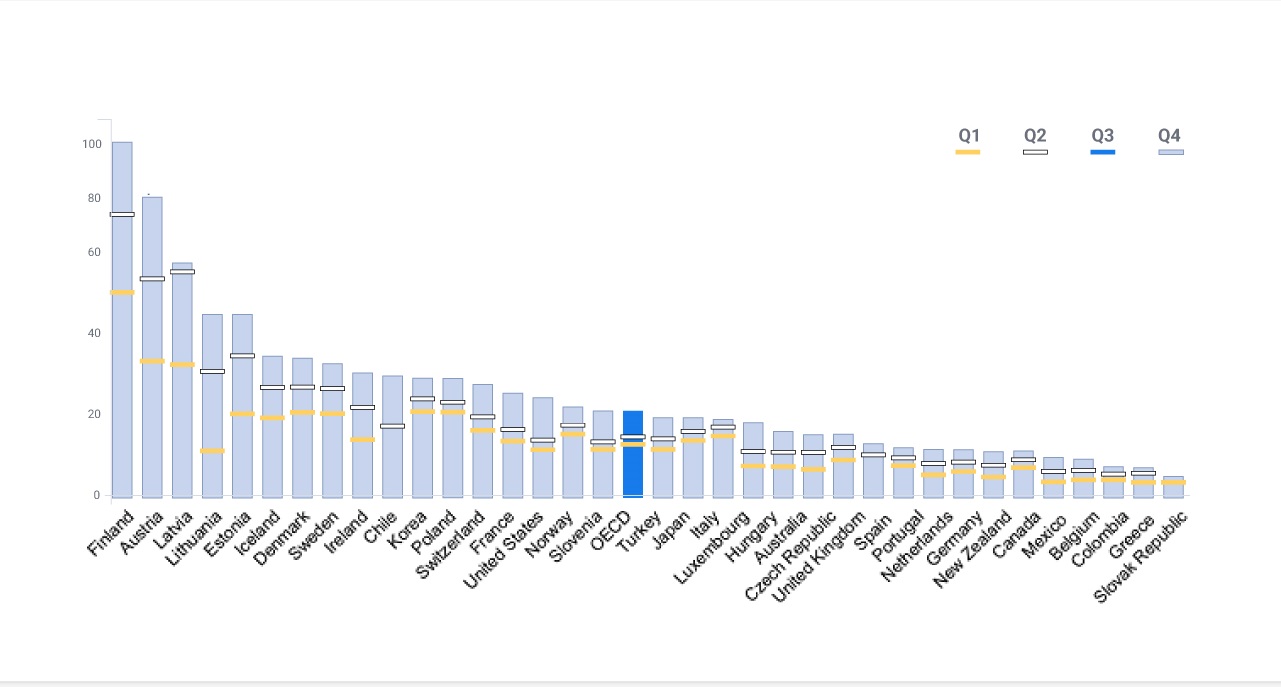 Q1 Q2 Q3 Q4
100
80
60
40
20
0
Finland
Austria
Latvia
Lithuania
Estonia
Iceland
Denmark
Sweden
Ireland
Chile
Korea
Poland
Switzerland
France
United States
Norway
Slovenia
OECD
Turkey
Japan
Italy
Luxembourg
Hungary
Australia
Czech Republic
United Kingdom
Spain
Portugal
Netherlands
Germany
New Zealand
Canada
Mexico
Belgium
Colombia
Greece
Slovak Republic